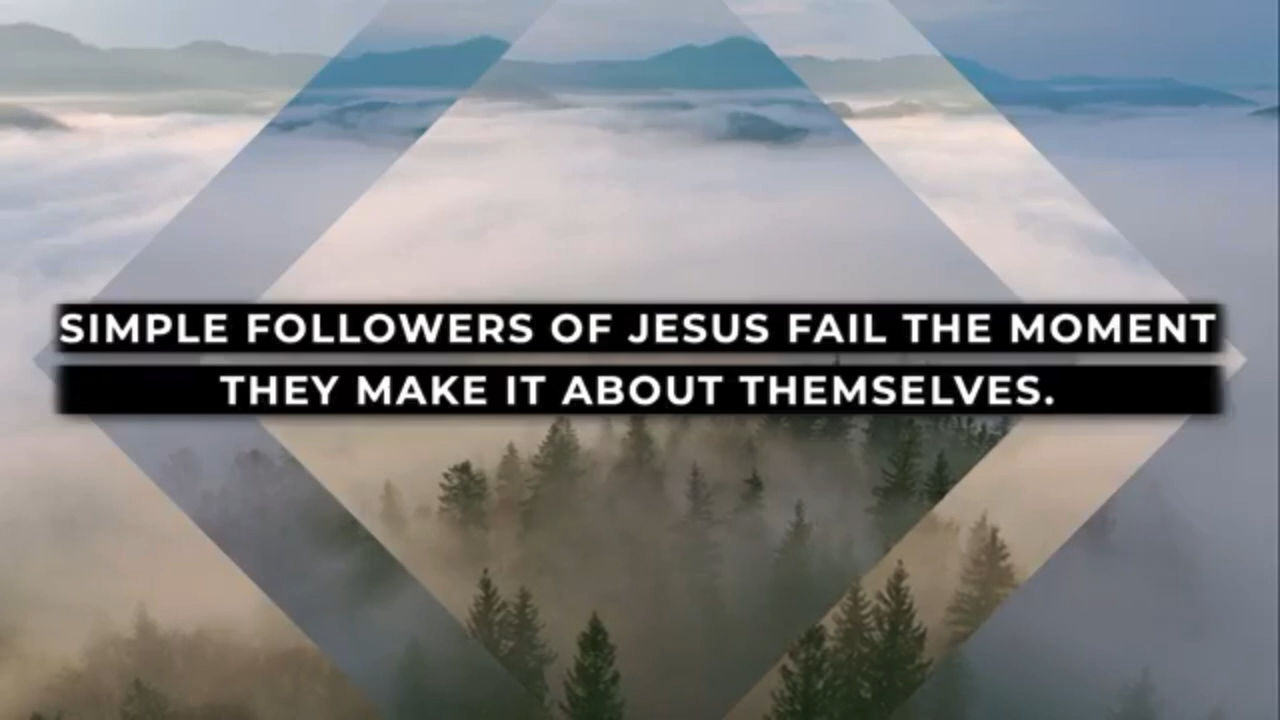 SIMPLE FOLLOWERS OF JESUS FAIL THE MOMENT
THEY MAKE IT ABOUT THEMSELVES.